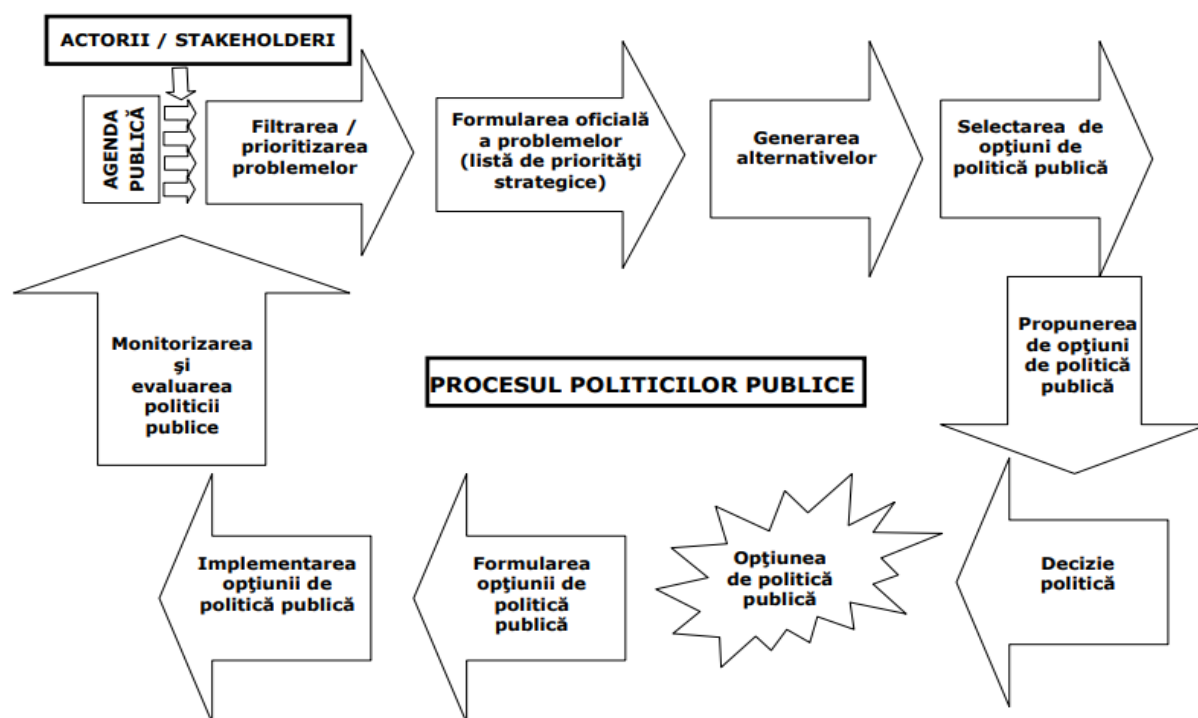 ACTORII / STAKEHOLDERI
AGENDA
PUBLICĂ
Filtrarea /
prioritizarea
problemelor
Formularea oficială
a problemelor
(listă de priorităţi
strategice)
Generarea
alternativelor
Selectarea de
opţiuni de
politică publică
Propunerea
de opţiuni
de politică
publică
PROCESUL POLITICILOR PUBLICE
Decizie
politică
Opţiunea
de politică
publică
Formularea
opţiunii de
politică
publică
Implementarea
opţiunii de
politică publică
Monitorizarea
şi
evaluarea
politicii
publice